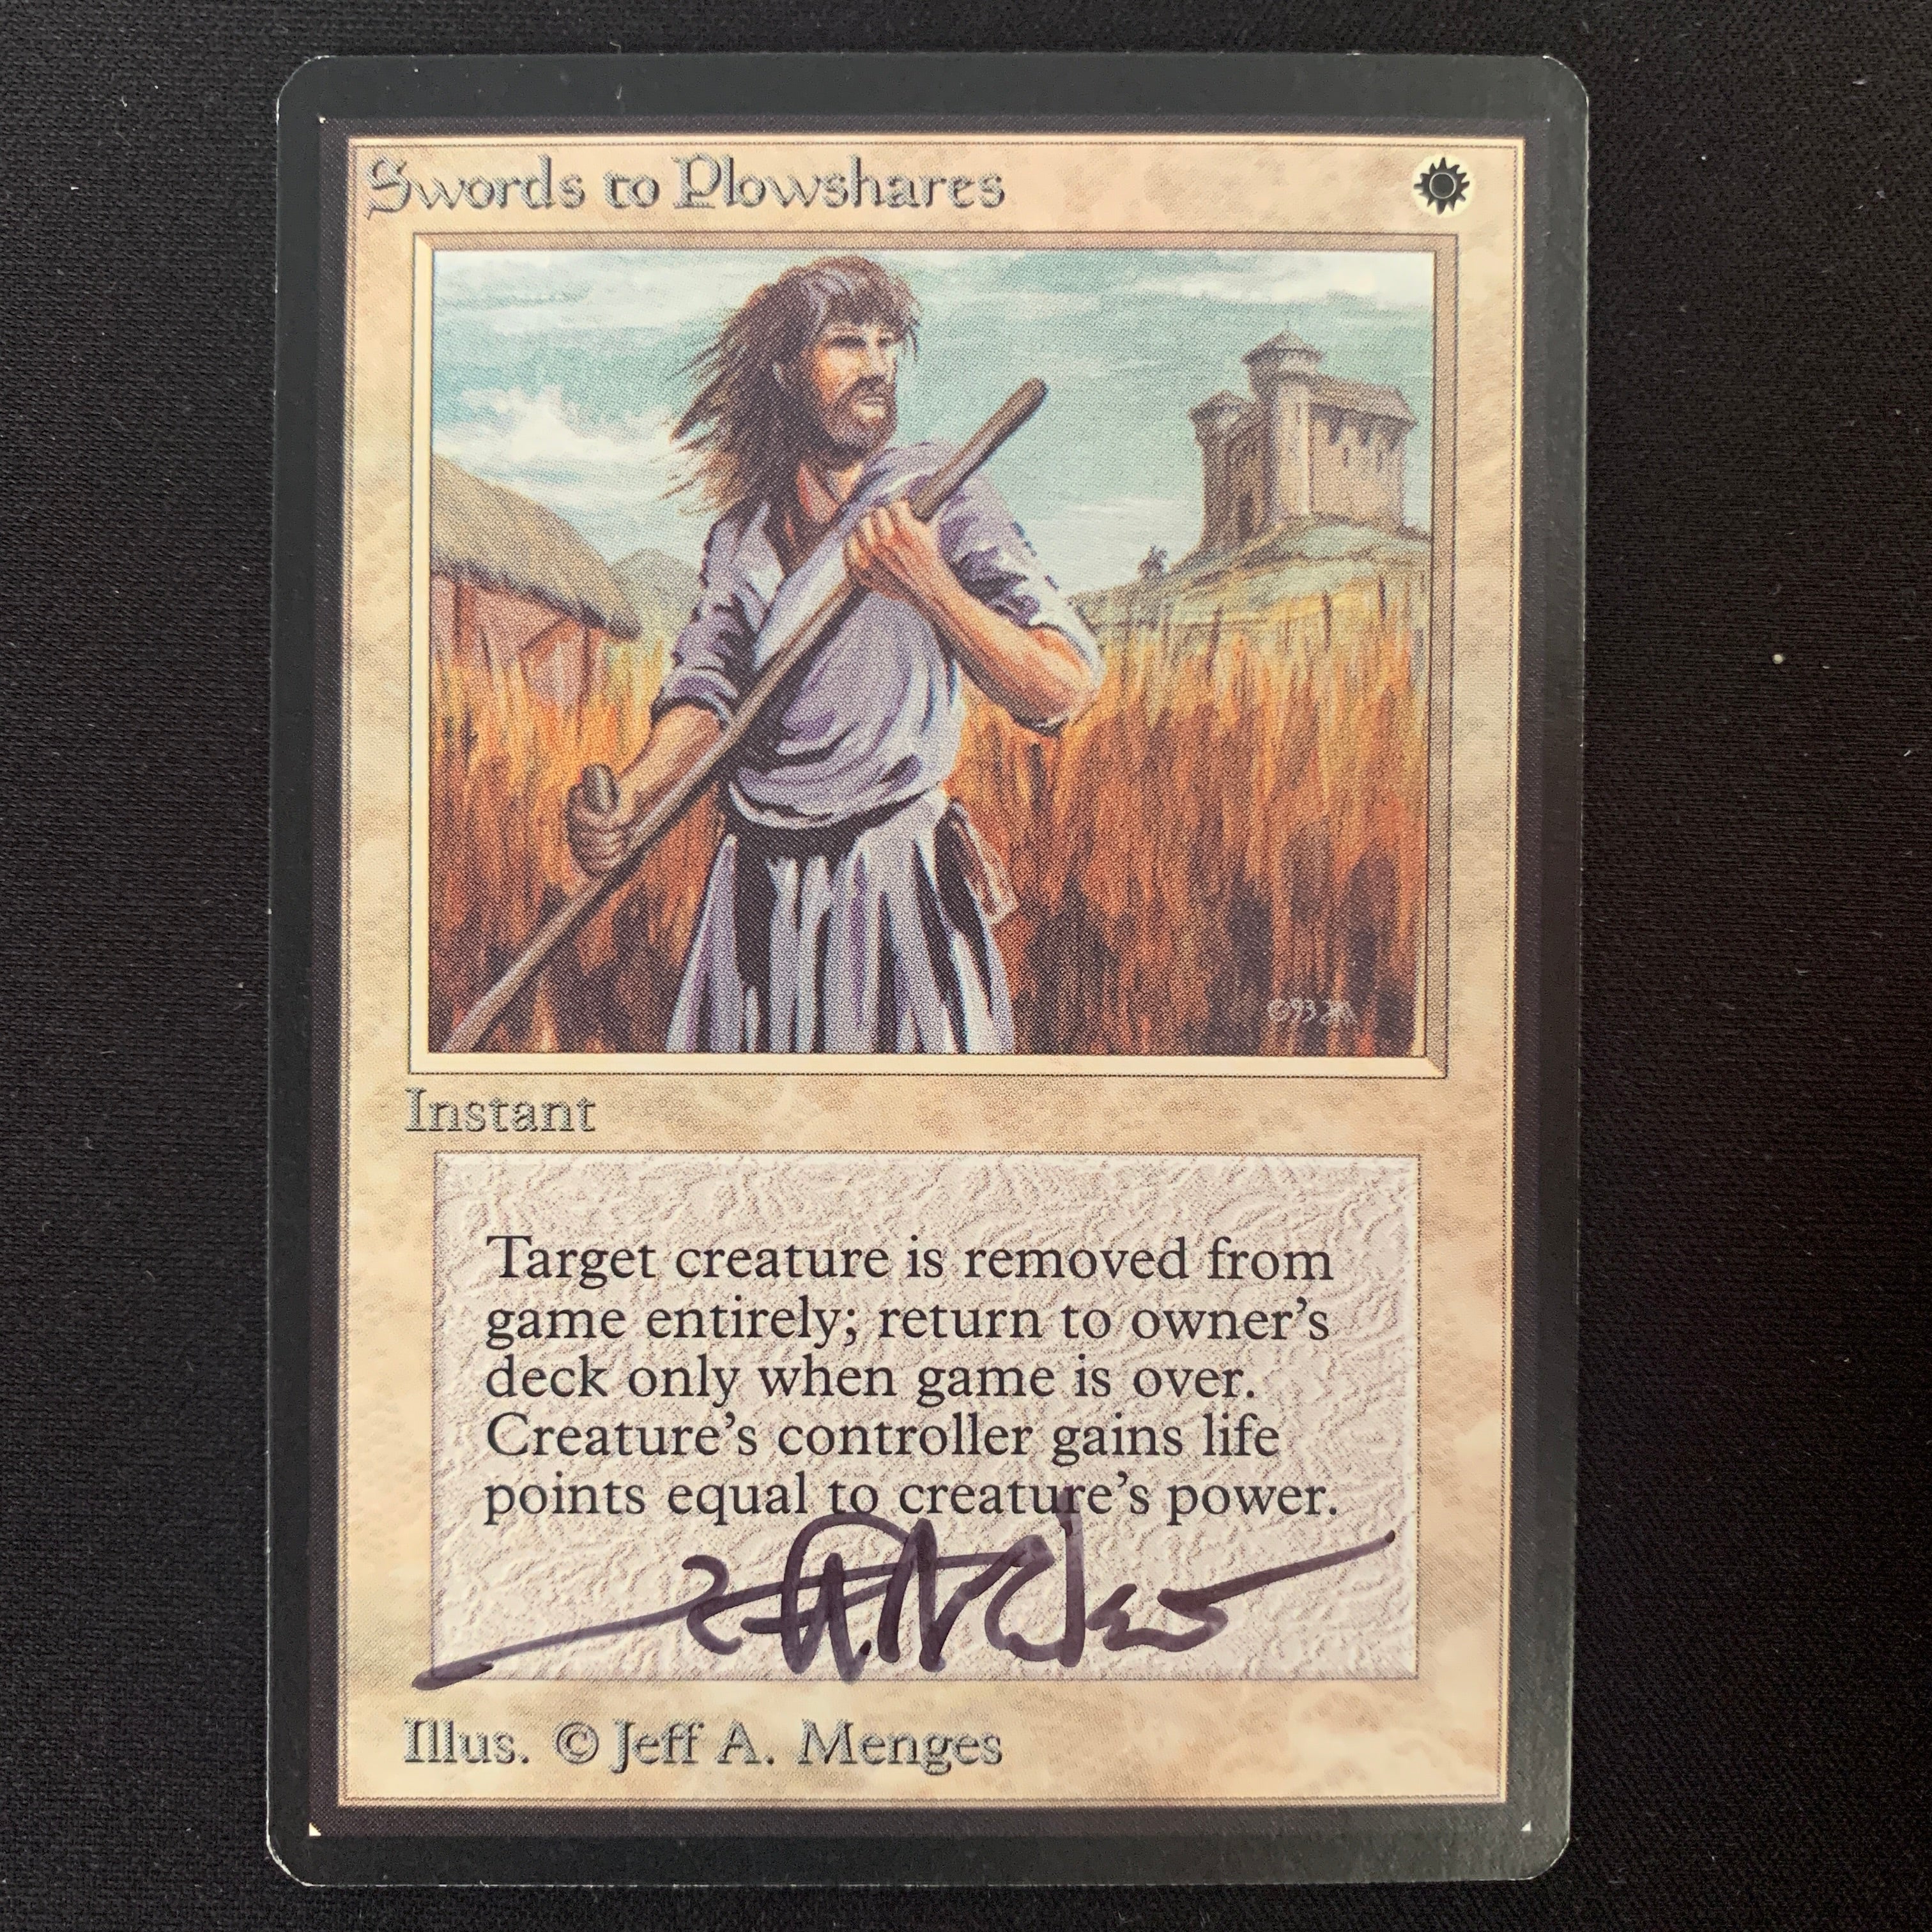 Swords to Plowshares
©93
Instant
Target creature is removed from
game entirely; return to owner's
deck only when game is over.
Creature's controller gains life
points equal to creature's power.
Illus. © Jeff A. Menges